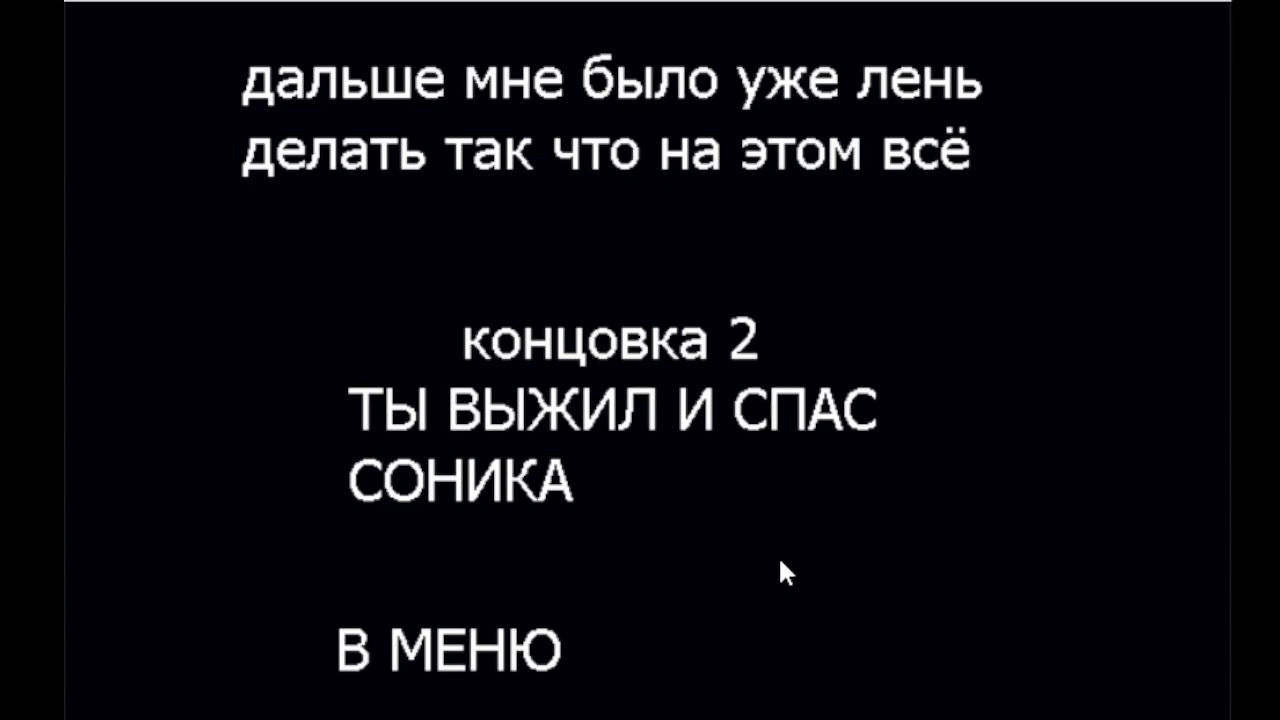 дальше мне было уже лень
делать так что на этом всё
концовка 2
ТЫ ВЫЖИЛ И СПАС
СОНИКА
В МЕНЮ